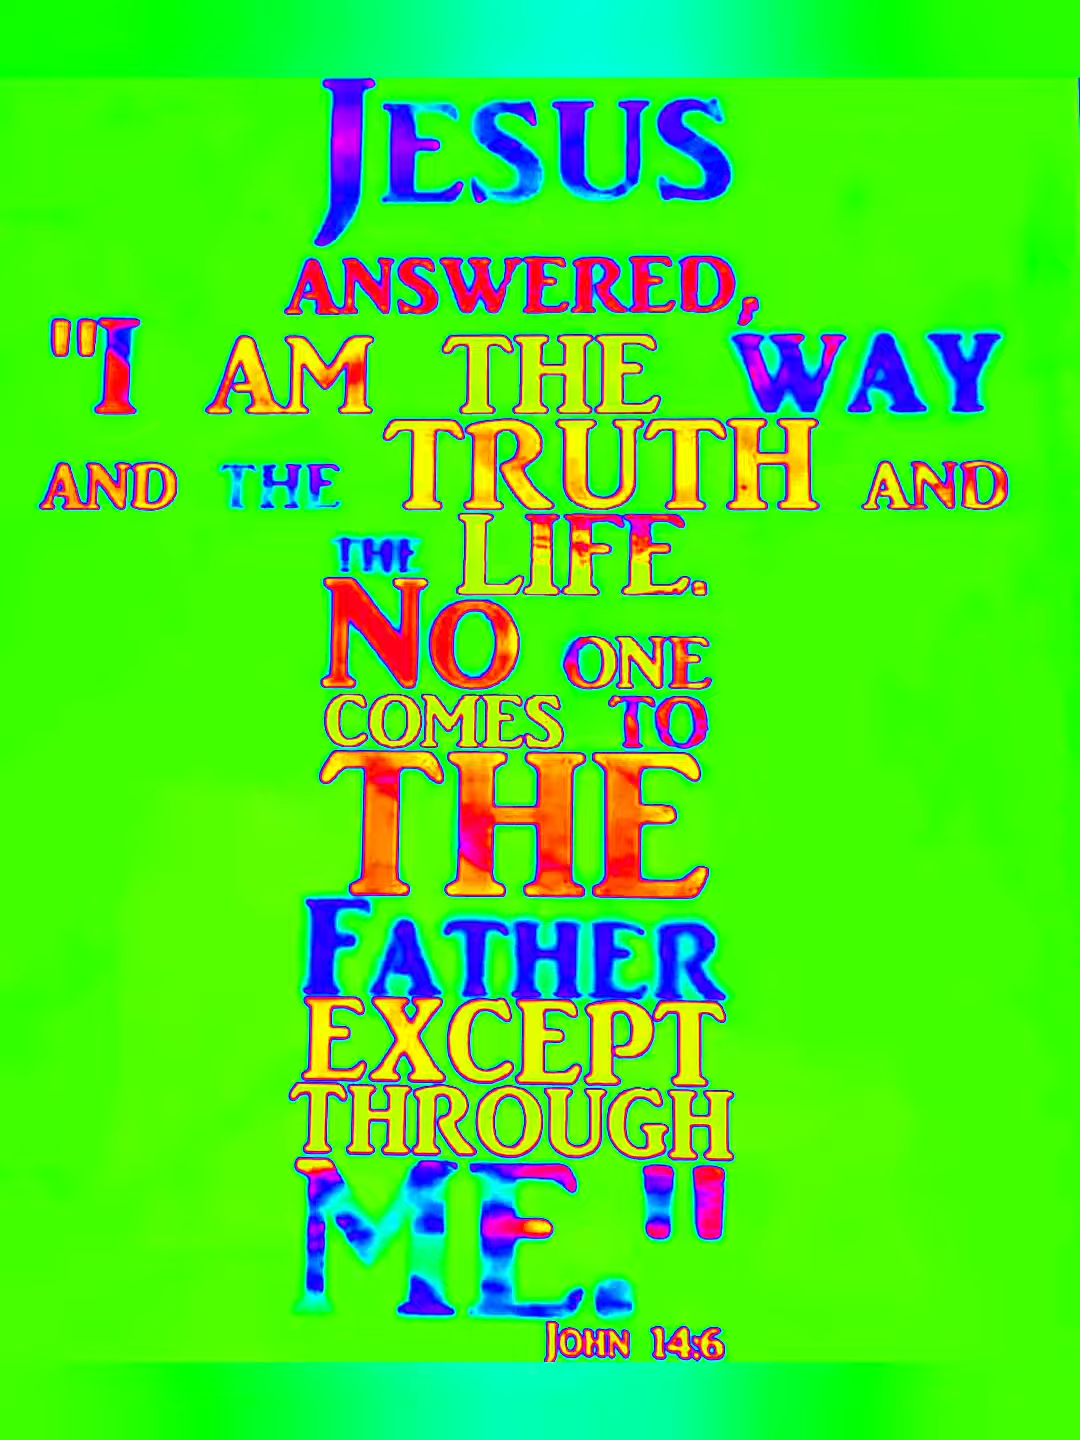 JESUS
ANSWERED,
"I AM THE WAY
AND THE TRUTH AND
THE LIFE.
NO ONE
COMES TO
THE
FATHER
EXCEPT
THROUGH
ME."
JOHN 14:6